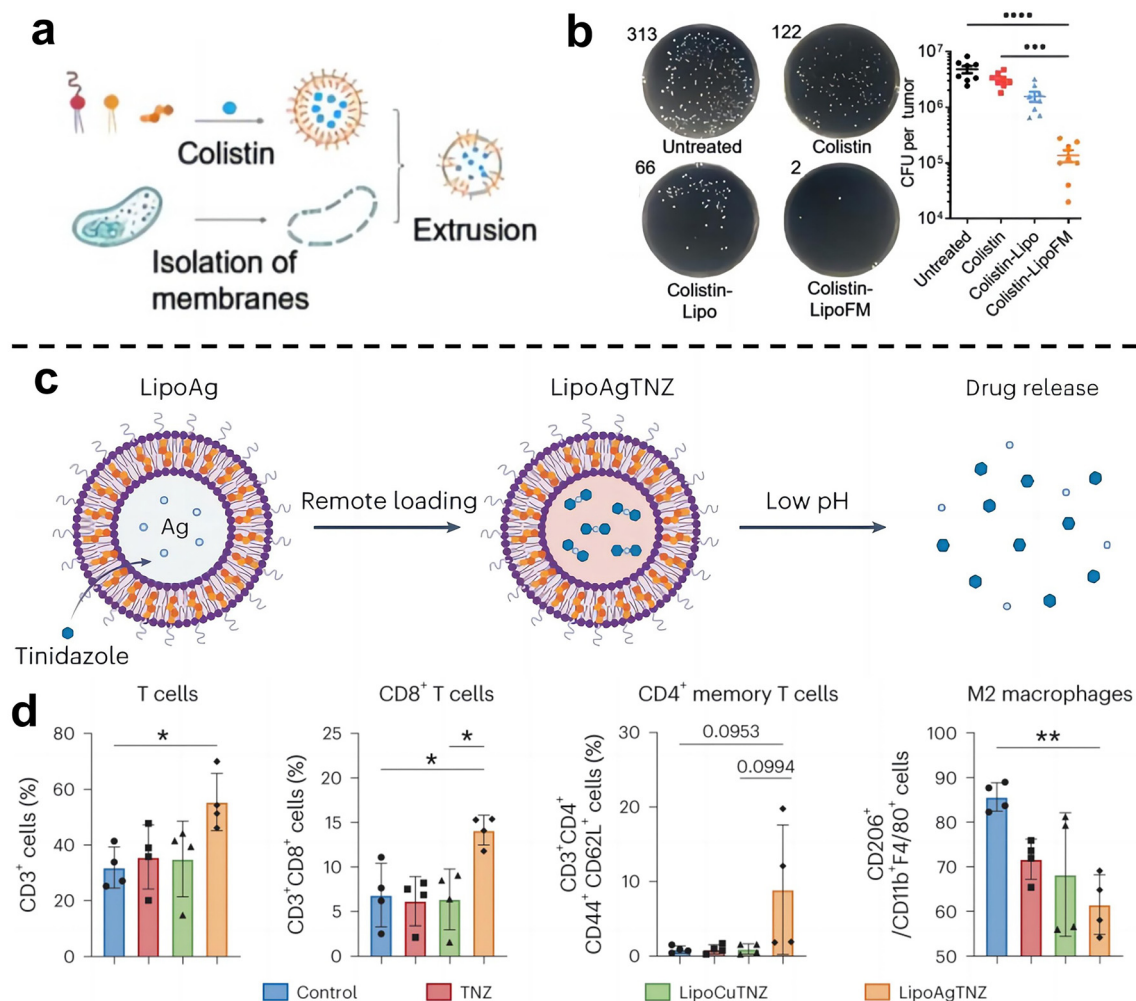 a
Colistin
Isolation of
membranes
Extrusion
b
313
122
Untreated
Colistin
66
2
Colistin-
Lipo
Colistin-
LipoFM
••••
•••
CFU per tumor
10⁷
10⁶
10⁵
10⁴
Untreated
Colistin
Colistin-Lipo
Colistin-LipoFM
c
LipoAg
LipoAgTNZ
Drug release
Ag
Remote loading
Low pH
Tinidazole
d
T cells
CD3⁺ cells (%)
80
60
40
20
0
*
CD8⁺ T cells
CD3⁺CD8⁺ cells (%)
25
20
15
10
5
0
*
*
CD4⁺ memory T cells
CD3⁺CD4⁺
CD44⁺ CD62L⁺ cells (%)
30
20
10
0
0.0953
0.0994
M2 macrophages
CD206⁺
/CD11b⁺F4/80⁺ cells
100
90
80
70
60
50
**
Control
TNZ
LipoCuTNZ
LipoAgTNZ